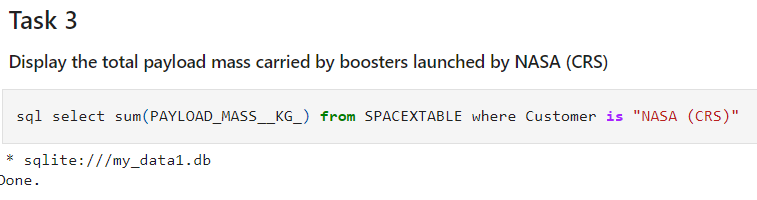 Task 3
Display the total payload mass carried by boosters launched by NASA (CRS)
sql select sum(PAYLOAD_MASS__KG_) from SPACEXTABLE where Customer is "NASA (CRS)"
* sqlite:///my_data1.db
Done.